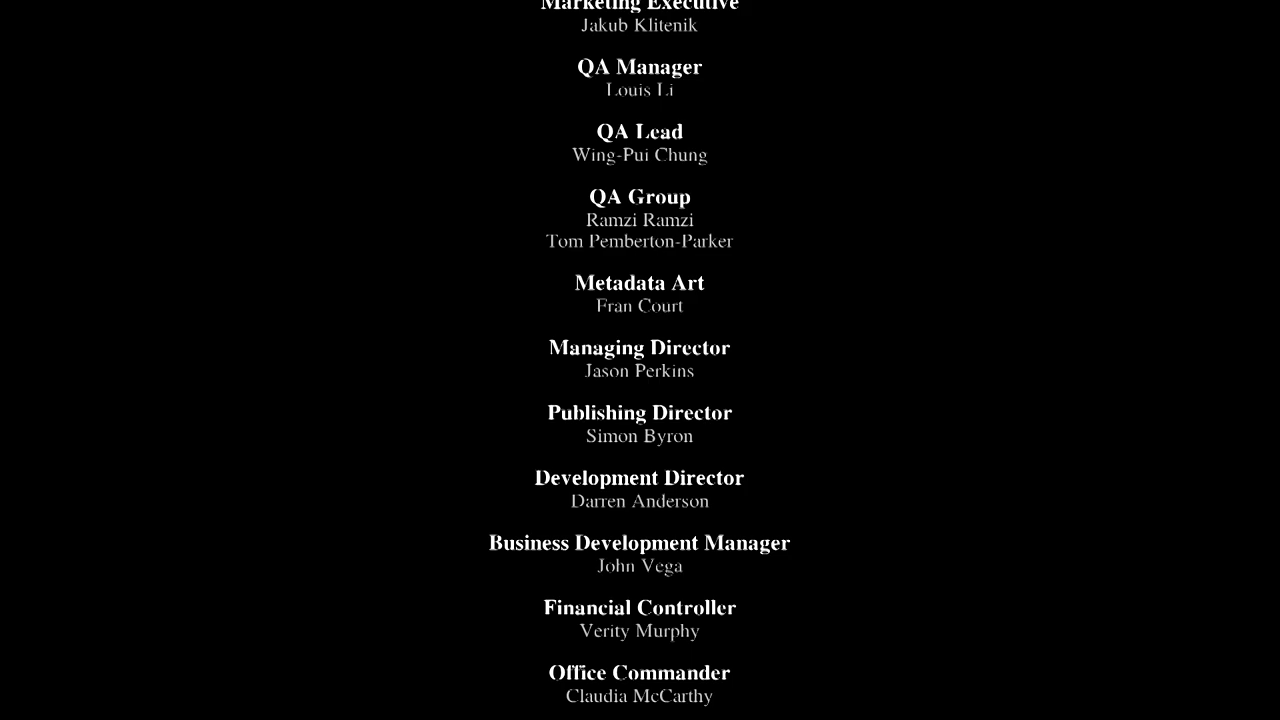 Marketing Executive
Jakub Klitenik
QA Manager
Louis Li
QA Lead
Wing-Pui Chung
QA Group
Ramzi Ramzi
Tom Pemberton-Parker
Metadata Art
Fran Court
Managing Director
Jason Perkins
Publishing Director
Simon Byron
Development Director
Darren Anderson
Business Development Manager
John Vega
Financial Controller
Verity Murphy
Office Commander
Claudia McCarthy